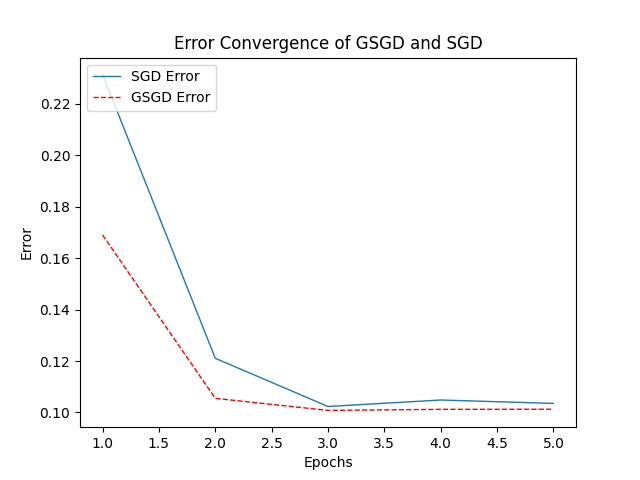 Error Convergence of GSGD and SGD
SGD Error
GSGD Error
Error
0.22
0.20
0.18
0.16
0.14
0.12
0.10
1.0 1.5 2.0 2.5 3.0 3.5 4.0 4.5 5.0
Epochs